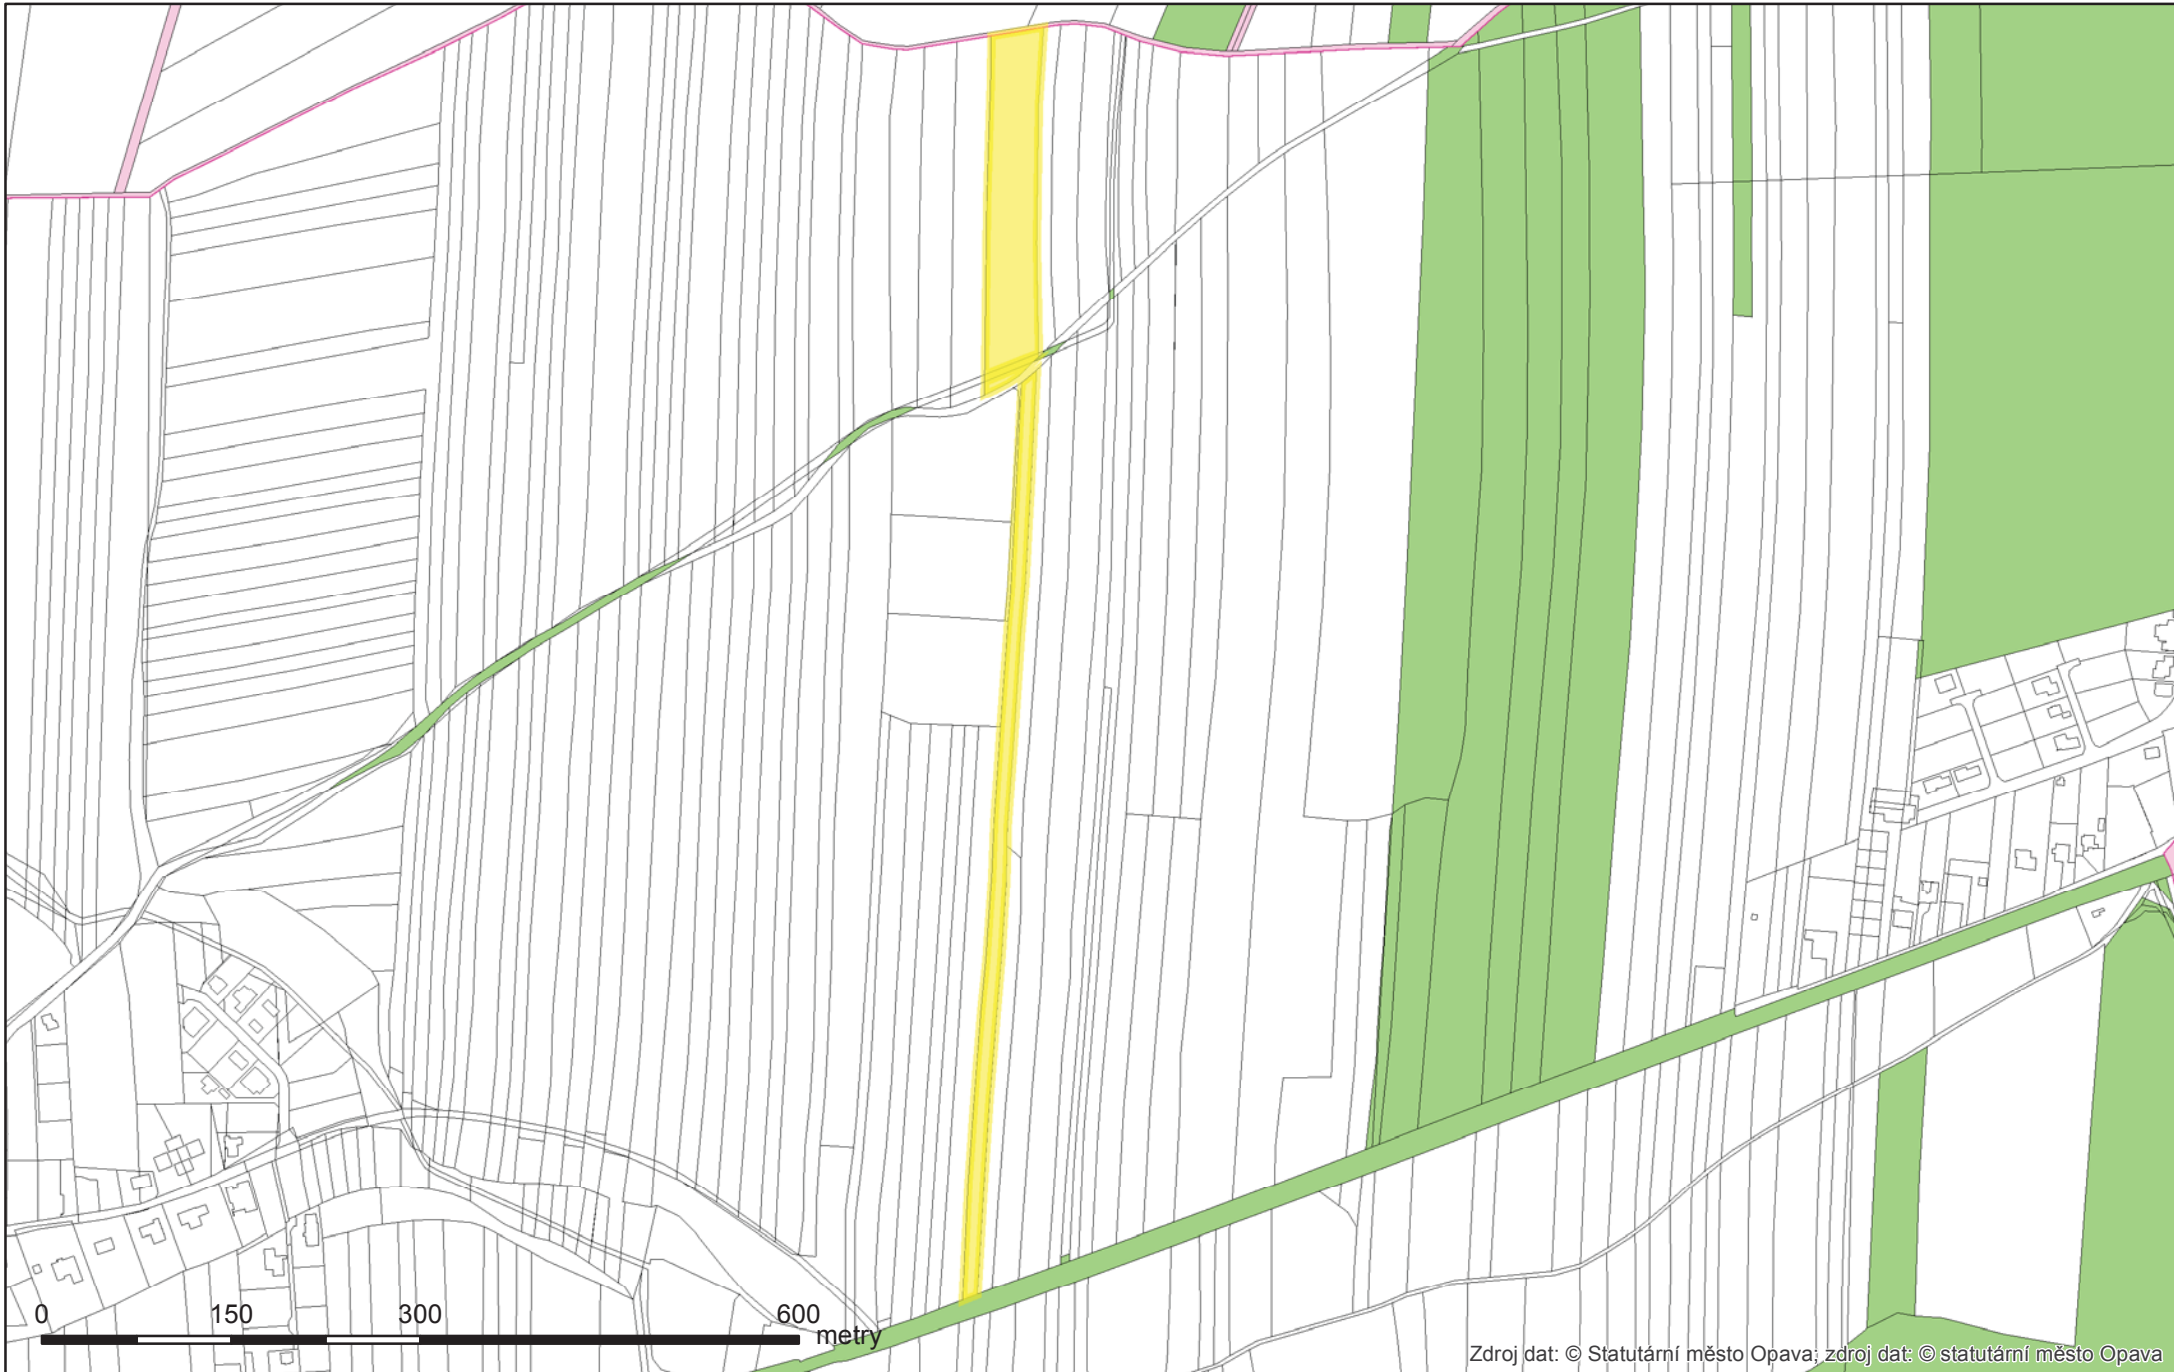 0 150 300 600
metry
Zdroj dat: © Statutární město Opava; zdroj dat: © statutární město Opava